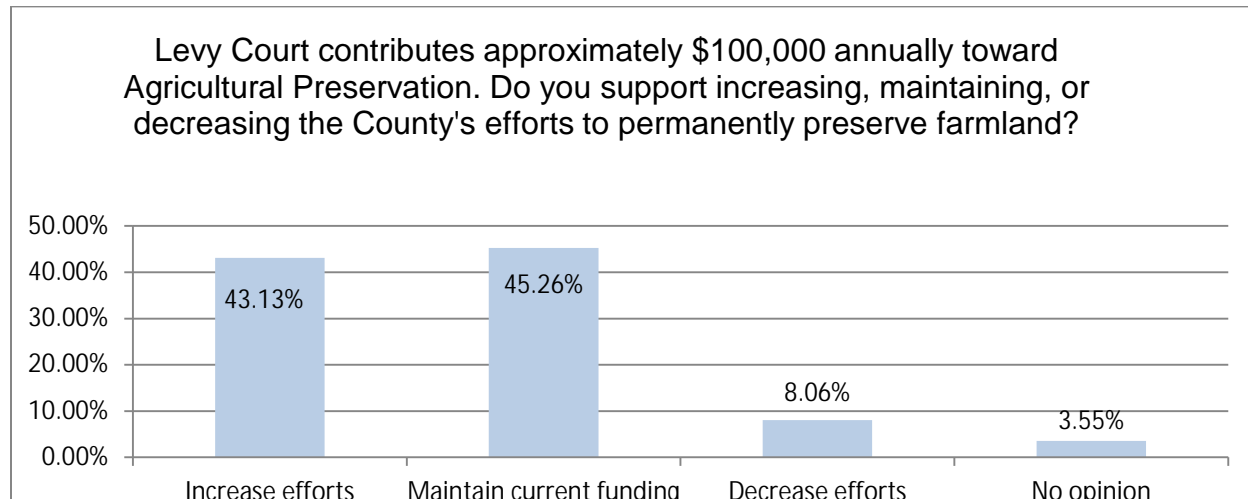 Levy Court contributes approximately $100,000 annually toward
Agricultural Preservation. Do you support increasing, maintaining, or
decreasing the County's efforts to permanently preserve farmland?
50.00%
40.00%
30.00%
20.00%
10.00%
0.00%
43.13%
45.26%
8.06%
3.55%
Increase efforts
Maintain current funding
Decrease efforts
No opinion